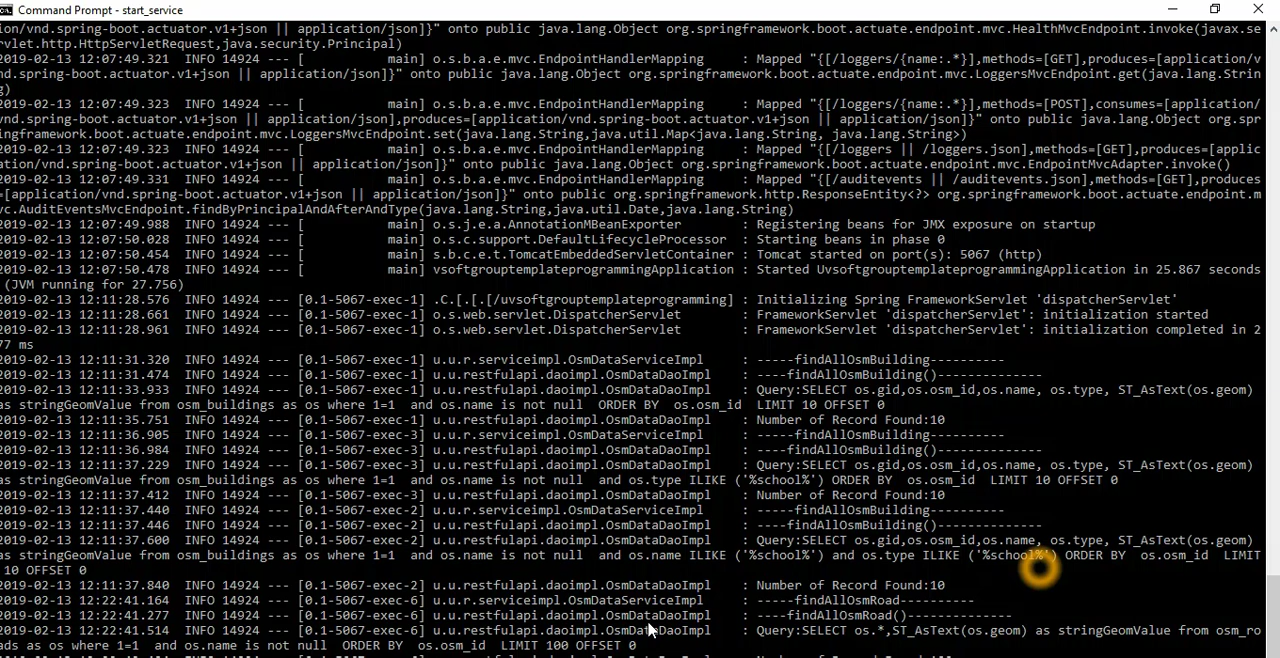 Command Prompt - start_service
ion/vnd.spring-boot.actuator.v1+json || application/json]}" onto public java.lang.Object org.springframework.boot.actuate.endpoint.mvc.HealthMvcEndpoint.invoke(javax.se
rvlet.http.HttpServletRequest,java.security.Principal)
2019-02-13 12:07:49.321  INFO 14924 --- [           main] o.s.b.a.e.mvc.EndpointHandlerMapping     : Mapped "{[/loggers/{name:.*}],methods=[GET],produces=[application/v
nd.spring-boot.actuator.v1+json || application/json]}" onto public java.lang.Object org.springframework.boot.actuate.endpoint.mvc.LoggersMvcEndpoint.get(java.lang.Strin
g)
2019-02-13 12:07:49.323  INFO 14924 --- [           main] o.s.b.a.e.mvc.EndpointHandlerMapping     : Mapped "{[/loggers/{name:.*}],methods=[POST],consumes=[application/
vnd.spring-boot.actuator.v1+json || application/json],produces=[application/vnd.spring-boot.actuator.v1+json || application/json]}" onto public java.lang.Object org.spr
ingframework.boot.actuate.endpoint.mvc.LoggersMvcEndpoint.set(java.lang.String,java.util.Map<java.lang.String, java.lang.String>)
2019-02-13 12:07:49.323  INFO 14924 --- [           main] o.s.b.a.e.mvc.EndpointHandlerMapping     : Mapped "{[/loggers || /loggers.json],methods=[GET],produces=[applic
ation/vnd.spring-boot.actuator.v1+json || application/json]}" onto public java.lang.Object org.springframework.boot.actuate.endpoint.mvc.EndpointMvcAdapter.invoke()
2019-02-13 12:07:49.331  INFO 14924 --- [           main] o.s.b.a.e.mvc.EndpointHandlerMapping     : Mapped "{[/auditevents || /auditevents.json],methods=[GET],produces
=[application/vnd.spring-boot.actuator.v1+json || application/json]}" onto public org.springframework.http.ResponseEntity<?> org.springframework.boot.actuate.endpoint.m
vc.AuditEventsMvcEndpoint.findByPrincipalAndAfterAndType(java.lang.String,java.util.Date,java.lang.String)
2019-02-13 12:07:49.988  INFO 14924 --- [           main] o.s.j.e.a.AnnotationMBeanExporter        : Registering beans for JMX exposure on startup
2019-02-13 12:07:50.028  INFO 14924 --- [           main] o.s.c.support.DefaultLifecycleProcessor  : Starting beans in phase 0
2019-02-13 12:07:50.454  INFO 14924 --- [           main] s.b.c.e.t.TomcatEmbeddedServletContainer : Tomcat started on port(s): 5067 (http)
2019-02-13 12:07:50.478  INFO 14924 --- [           main] vsoftgrouptemplateprogrammingApplication : Started UvsoftgrouptemplateprogrammingApplication in 25.867 seconds
(JVM running for 27.756)
2019-02-13 12:11:28.576  INFO 14924 --- [0.1-5067-exec-1] .C.[.[.[/uvsoftgrouptemplateprogramming] : Initializing Spring FrameworkServlet 'dispatcherServlet'
2019-02-13 12:11:28.661  INFO 14924 --- [0.1-5067-exec-1] o.s.web.servlet.DispatcherServlet        : FrameworkServlet 'dispatcherServlet': initialization started
2019-02-13 12:11:28.961  INFO 14924 --- [0.1-5067-exec-1] o.s.web.servlet.DispatcherServlet        : FrameworkServlet 'dispatcherServlet': initialization completed in 2
77 ms
2019-02-13 12:11:31.320  INFO 14924 --- [0.1-5067-exec-1] u.u.r.serviceimpl.OsmDataServiceImpl     : -----findAllOsmBuilding----------
2019-02-13 12:11:31.474  INFO 14924 --- [0.1-5067-exec-1] u.u.restfulapi.daoimpl.OsmDataDaoImpl    : ----findAllOsmBuilding()--------------
2019-02-13 12:11:33.933  INFO 14924 --- [0.1-5067-exec-1] u.u.restfulapi.daoimpl.OsmDataDaoImpl    : Query:SELECT os.gid,os.osm_id,os.name, os.type, ST_AsText(os.geom)
as stringGeomValue from osm_buildings as os where 1=1  and os.name is not null  ORDER BY  os.osm_id  LIMIT 10 OFFSET 0
2019-02-13 12:11:35.751  INFO 14924 --- [0.1-5067-exec-1] u.u.restfulapi.daoimpl.OsmDataDaoImpl    : Number of Record Found:10
2019-02-13 12:11:36.905  INFO 14924 --- [0.1-5067-exec-3] u.u.r.serviceimpl.OsmDataServiceImpl     : -----findAllOsmBuilding----------
2019-02-13 12:11:36.984  INFO 14924 --- [0.1-5067-exec-3] u.u.restfulapi.daoimpl.OsmDataDaoImpl    : ----findAllOsmBuilding()--------------
2019-02-13 12:11:37.229  INFO 14924 --- [0.1-5067-exec-3] u.u.restfulapi.daoimpl.OsmDataDaoImpl    : Query:SELECT os.gid,os.osm_id,os.name, os.type, ST_AsText(os.geom)
as stringGeomValue from osm_buildings as os where 1=1  and os.name is not null  and os.type ILIKE ('%school%') ORDER BY  os.osm_id  LIMIT 10 OFFSET 0
2019-02-13 12:11:37.412  INFO 14924 --- [0.1-5067-exec-3] u.u.restfulapi.daoimpl.OsmDataDaoImpl    : Number of Record Found:10
2019-02-13 12:11:37.440  INFO 14924 --- [0.1-5067-exec-2] u.u.r.serviceimpl.OsmDataServiceImpl     : -----findAllOsmBuilding----------
2019-02-13 12:11:37.446  INFO 14924 --- [0.1-5067-exec-2] u.u.restfulapi.daoimpl.OsmDataDaoImpl    : ----findAllOsmBuilding()--------------
2019-02-13 12:11:37.600  INFO 14924 --- [0.1-5067-exec-2] u.u.restfulapi.daoimpl.OsmDataDaoImpl    : Query:SELECT os.gid,os.osm_id,os.name, os.type, ST_AsText(os.geom)
as stringGeomValue from osm_buildings as os where 1=1  and os.name is not null  and os.name ILIKE ('%school%') and os.type ILIKE ('%school%') ORDER BY  os.osm_id  LIMIT
10 OFFSET 0
2019-02-13 12:11:37.840  INFO 14924 --- [0.1-5067-exec-2] u.u.restfulapi.daoimpl.OsmDataDaoImpl    : Number of Record Found:10
2019-02-13 12:22:41.164  INFO 14924 --- [0.1-5067-exec-6] u.u.r.serviceimpl.OsmDataServiceImpl     : -----findAllOsmRoad----------
2019-02-13 12:22:41.277  INFO 14924 --- [0.1-5067-exec-6] u.u.restfulapi.daoimpl.OsmDataDaoImpl    : ----findAllOsmRoad()--------------
2019-02-13 12:22:41.514  INFO 14924 --- [0.1-5067-exec-6] u.u.restfulapi.daoimpl.OsmDataDaoImpl    : Query:SELECT os.*,ST_AsText(os.geom) as stringGeomValue from osm_ro
ads as os where 1=1  and os.name is not null  ORDER BY  os.osm_id  LIMIT 100 OFFSET 0